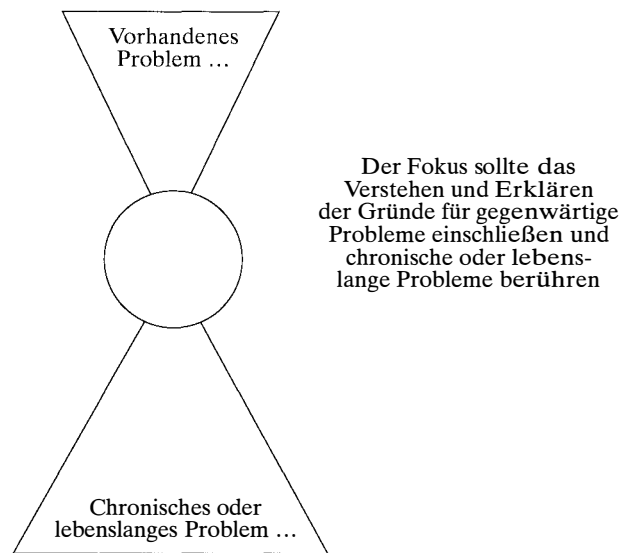 Vorhandenes
Problem ...
Der Fokus sollte das
Verstehen und Erklären
der Gründe für gegenwärtige
Probleme einschließen und
chronische oder lebens-
lange Probleme berühren
Chronisches oder
lebenslanges Problem ...